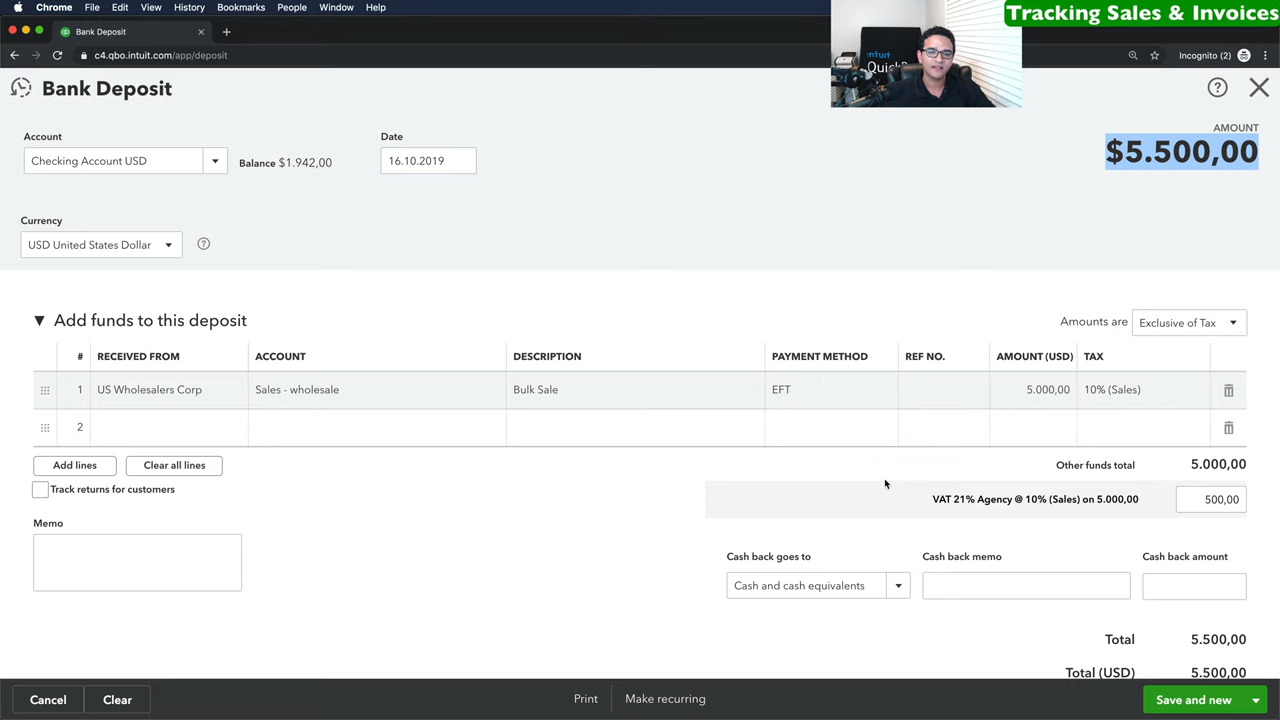 Chrome File Edit View History Bookmarks People Window Help
Tracking Sales & Invoices
Bank Deposit
c4.qbo.intuit.com/app/deposit
Incognito (2)
intuit
Bank Deposit
AMOUNT
$5.500,00
Account Date
Checking Account USD Balance $1.942,00 16.10.2019
Currency
USD United States Dollar
Add funds to this deposit Amounts are Exclusive of Tax
# RECEIVED FROM ACCOUNT DESCRIPTION PAYMENT METHOD REF NO. AMOUNT (USD) TAX
1 US Wholesalers Corp Sales - wholesale Bulk Sale EFT 5.000,00 10% (Sales)
2
Add lines Clear all lines Other funds total 5.000,00
Track returns for customers VAT 21% Agency @ 10% (Sales) on 5.000,00 500,00
Memo
Cash back goes to Cash back memo Cash back amount
Cash and cash equivalents
Total 5.500,00
Total (USD) 5.500,00
Cancel Clear Print Make recurring Save and new